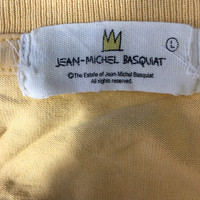 JEAN-MICHEL BASQUIAT
L
©The Estate of Jean-Michel Basquiat
All rights reserved.